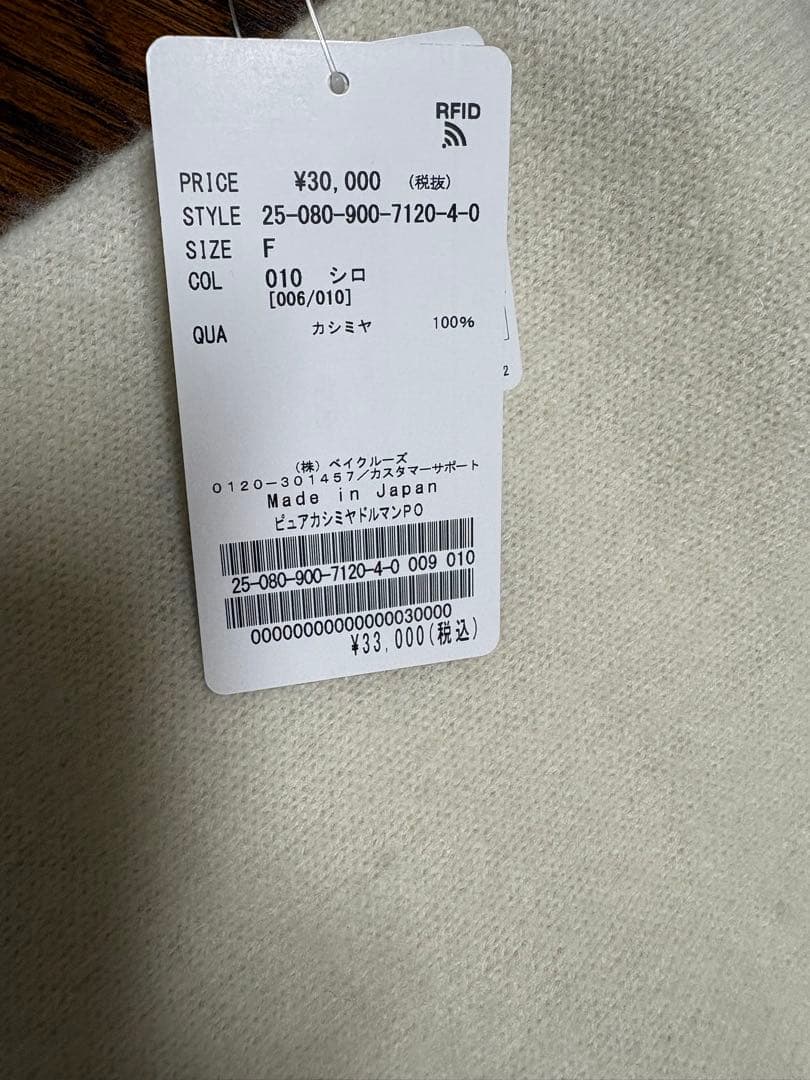 RFID
PRICE ¥30,000 (税抜)
STYLE 25-080-900-7120-4-0
SIZE F
COL 010 シロ
[006/010]
QUA カシミヤ 100%
(株) ベイクルーズ
0120-301457/カスタマーサポート
Made in Japan
ピュアカシミヤドルマンPO
25-080-900-7120-4-0 009 010
00000000000000030000
¥33,000(税込)
2